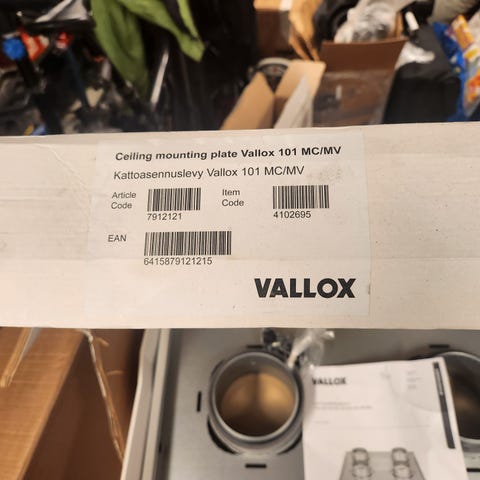 Ceiling mounting plate Vallox 101 MC/MV
Kattoasennuslevy Vallox 101 MC/MV
Article Code
7912121
Item Code
4102695
EAN
6415879121215
VALLOX
VALLOX